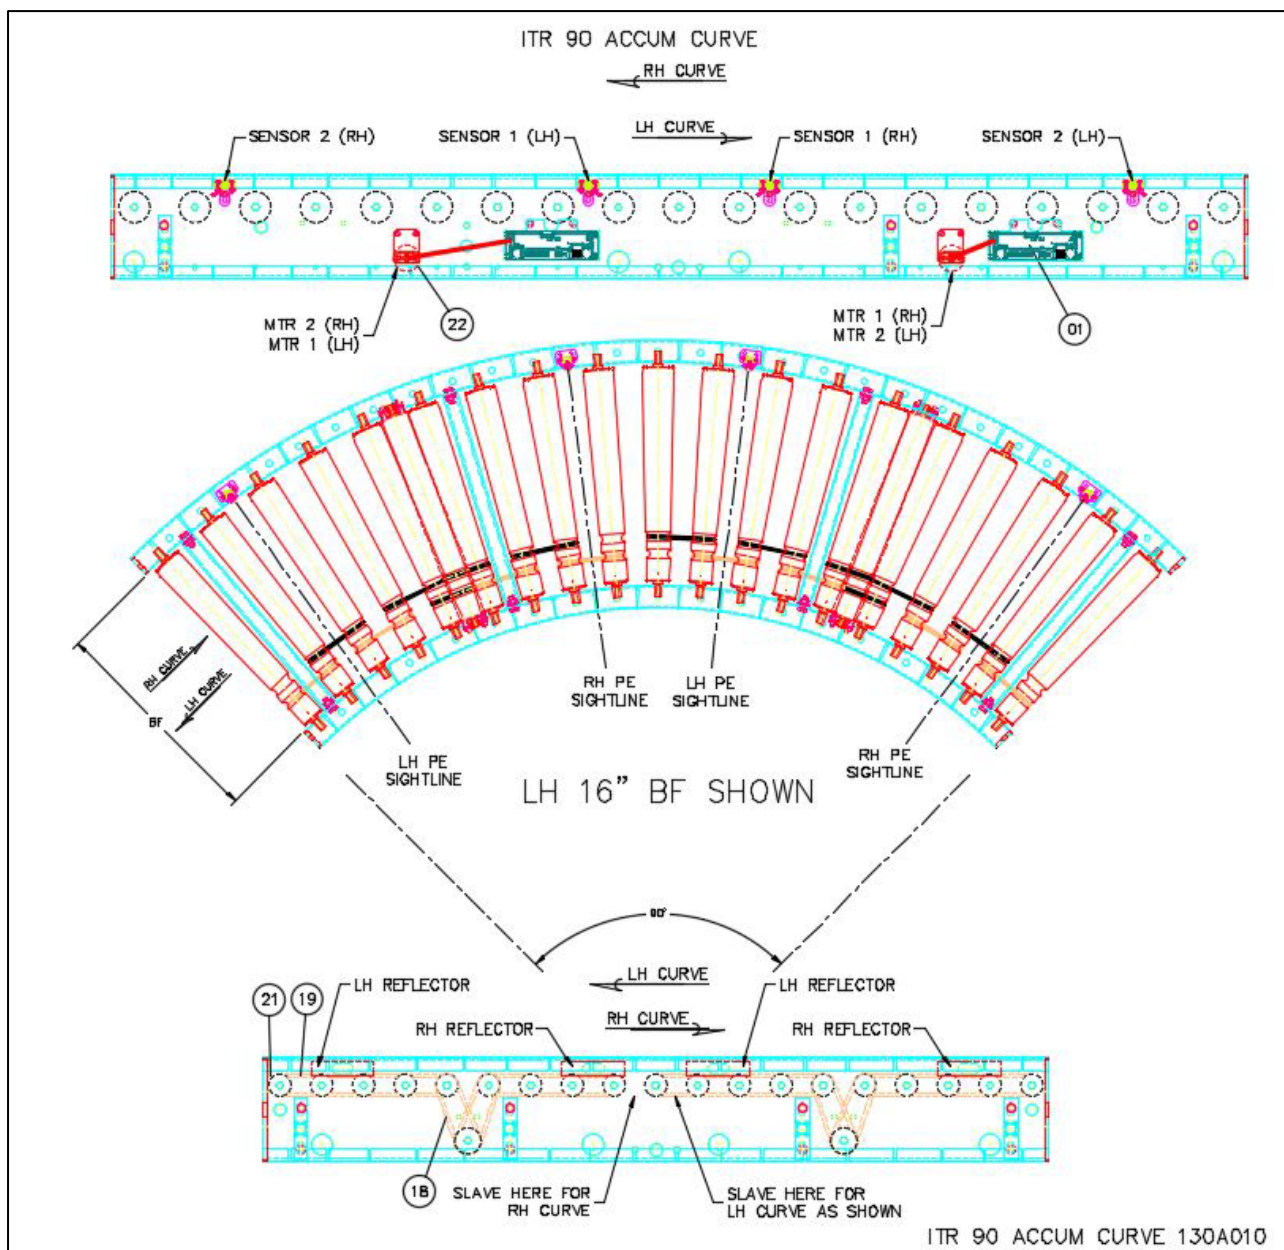 ITR 90 ACCUM CURVE
RH CURVE
LH CURVE
SENSOR 2 (RH)
SENSOR 1 (LH)
SENSOR 1 (RH)
SENSOR 2 (LH)
MTR 2 (RH)
MTR 1 (LH)
22
MTR 1 (RH)
MTR 2 (LH)
01
RH CURVE
LH CURVE
BF
RH PE
SIGHTLINE
LH PE
SIGHTLINE
LH PE
SIGHTLINE
RH PE
SIGHTLINE
LH 16" BF SHOWN
90°
LH CURVE
RH CURVE
21
19
LH REFLECTOR
RH REFLECTOR
LH REFLECTOR
RH REFLECTOR
18
SLAVE HERE FOR
RH CURVE
SLAVE HERE FOR
LH CURVE AS SHOWN
ITR 90 ACCUM CURVE 130A010